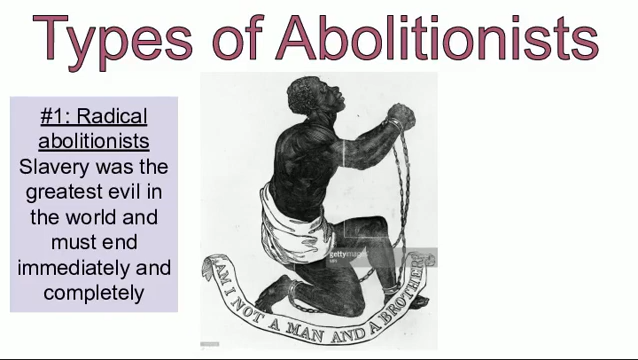 Types of Abolitionists
#1: Radical
abolitionists
Slavery was the
greatest evil in
the world and
must end
immediately and
completely
gettyimages
AM I NOT A MAN AND A BROTHER?